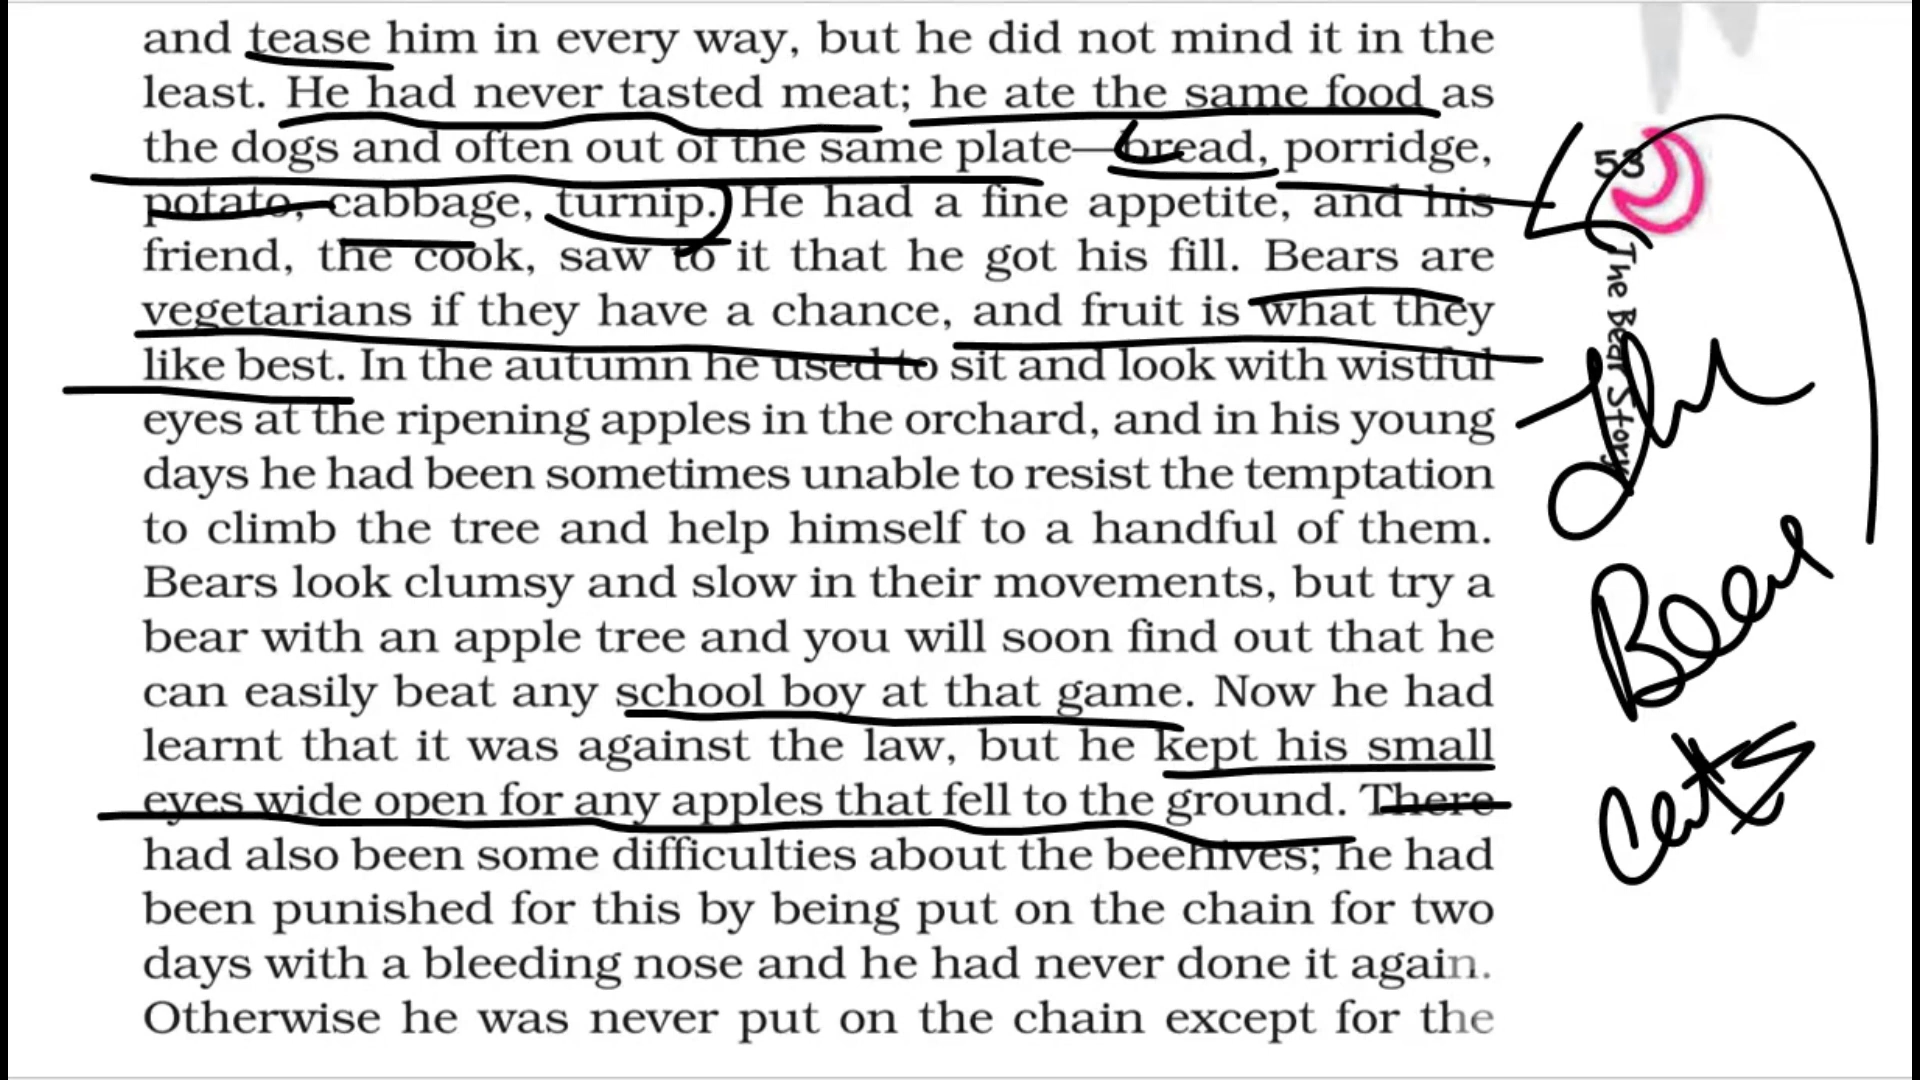 and tease him in every way, but he did not mind it in the
least. He had never tasted meat; he ate the same food as
the dogs and often out of the same plate—bread, porridge,
potato, cabbage, turnip. He had a fine appetite, and his
friend, the cook, saw to it that he got his fill. Bears are
vegetarians if they have a chance, and fruit is what they
like best. In the autumn he used to sit and look with wistful
eyes at the ripening apples in the orchard, and in his young
days he had been sometimes unable to resist the temptation
to climb the tree and help himself to a handful of them.
Bears look clumsy and slow in their movements, but try a
bear with an apple tree and you will soon find out that he
can easily beat any school boy at that game. Now he had
learnt that it was against the law, but he kept his small
eyes wide open for any apples that fell to the ground. There
had also been some difficulties about the beehives; he had
been punished for this by being put on the chain for two
days with a bleeding nose and he had never done it again.
Otherwise he was never put on the chain except for the
53
The Bear Story
The
Bear